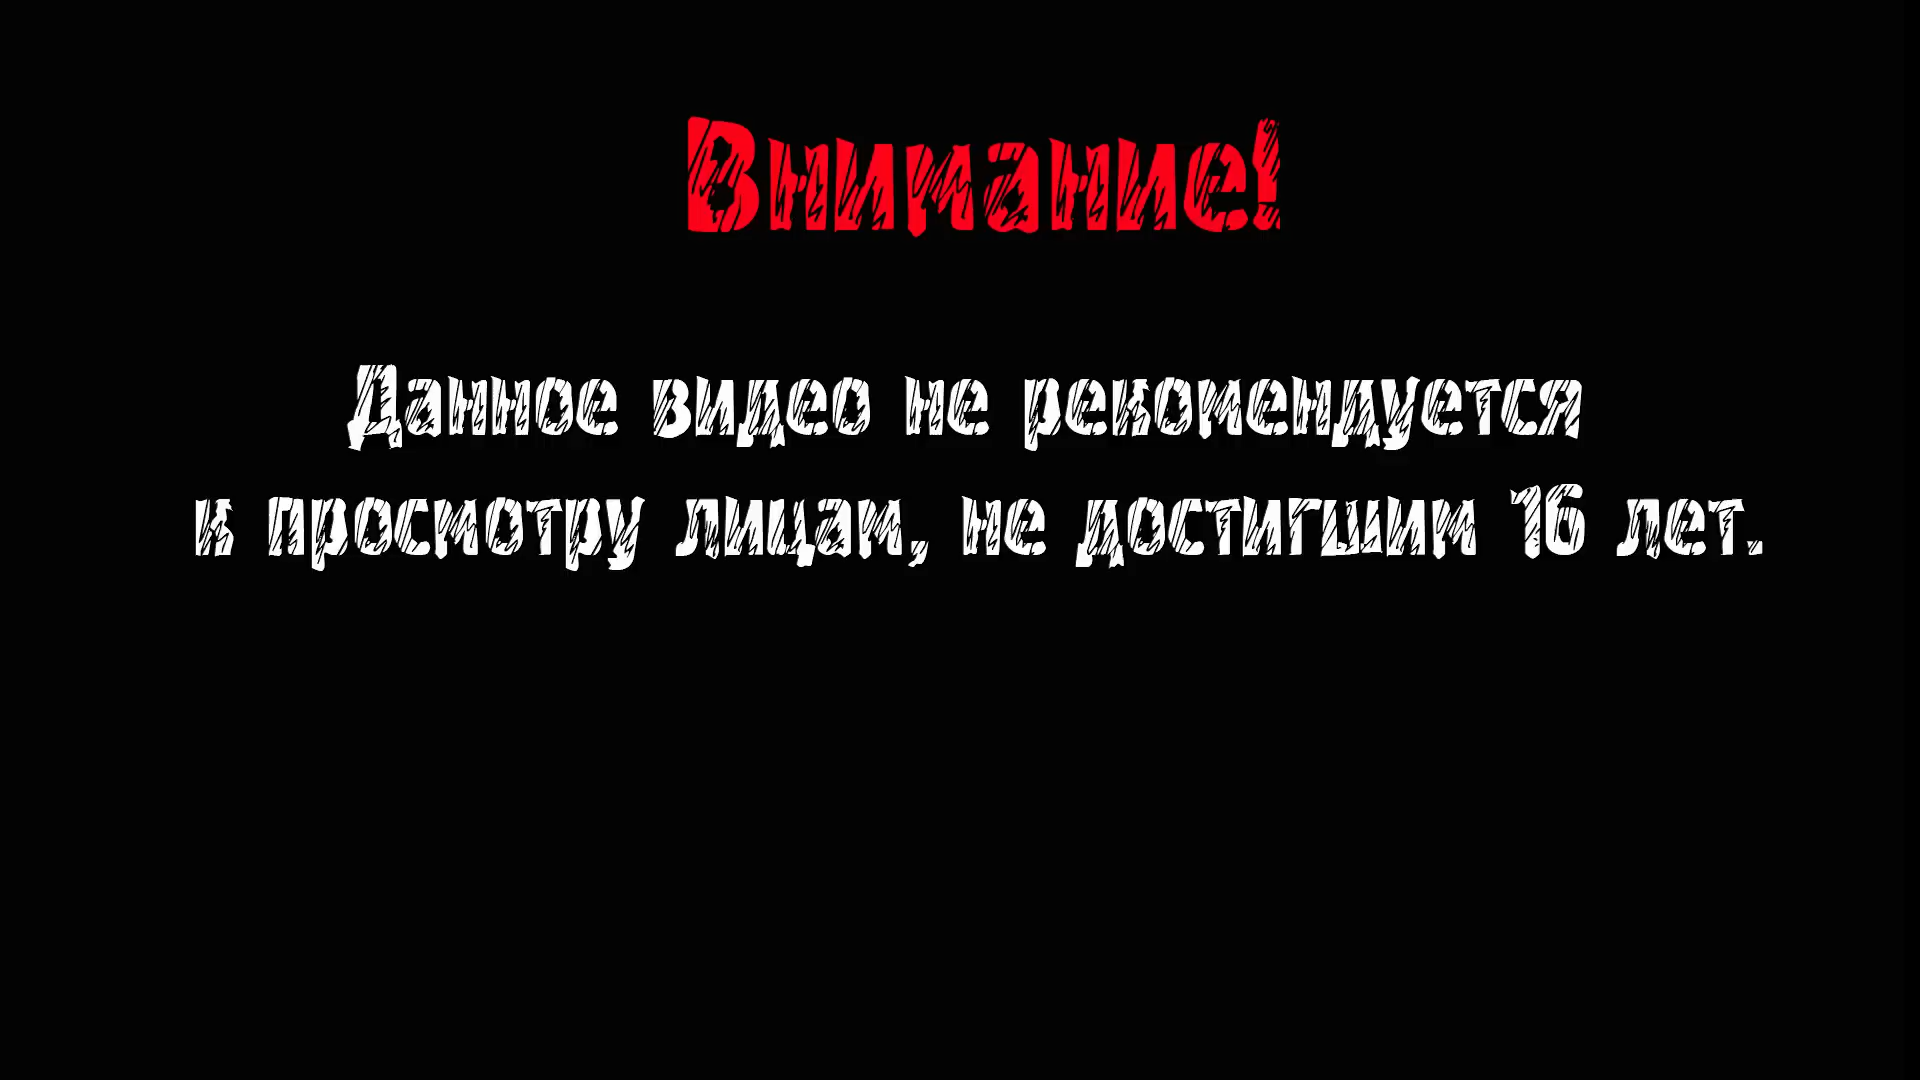 Внимание!
Данное видео не рекомендуется
к просмотру лицам, не достигшим 16 лет.